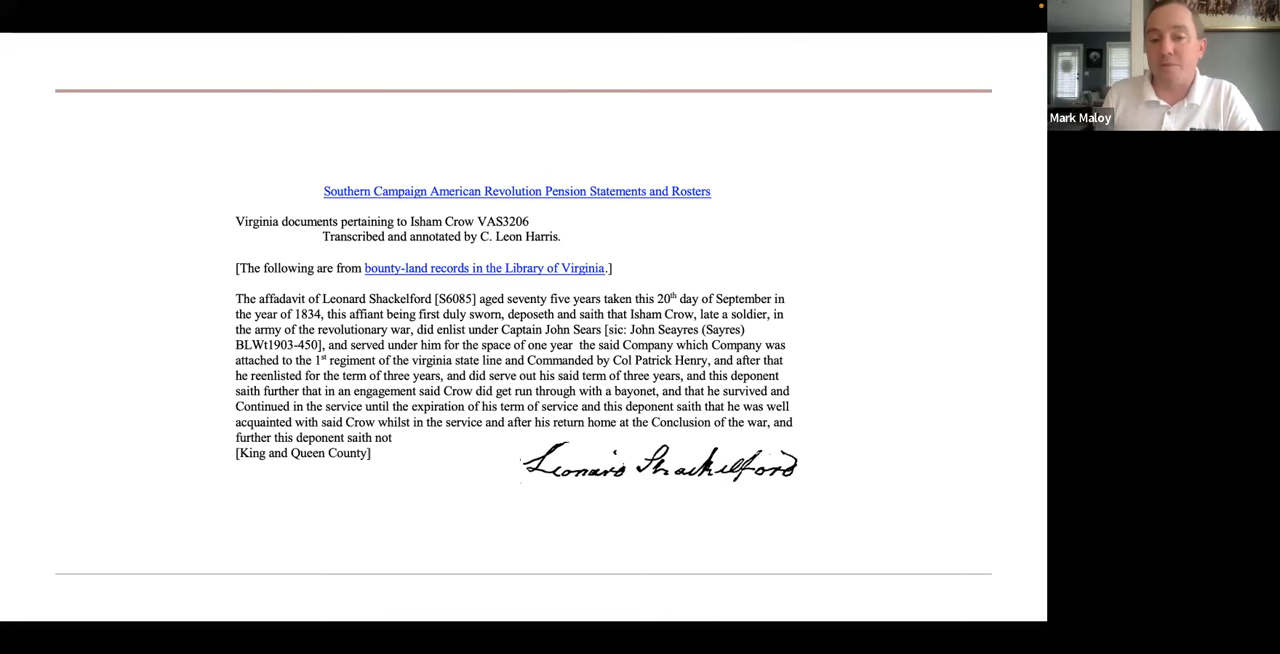 Mark Maloy
Southern Campaign American Revolution Pension Statements and Rosters
Virginia documents pertaining to Isham Crow VAS3206
Transcribed and annotated by C. Leon Harris.
[The following are from bounty-land records in the Library of Virginia.]
The affadavit of Leonard Shackelford [S6085] aged seventy five years taken this 20th day of September in
the year of 1834, this affiant being first duly sworn, deposeth and saith that Isham Crow, late a soldier, in
the army of the revolutionary war, did enlist under Captain John Sears [sic: John Seayres (Sayres)
BLWt1903-450], and served under him for the space of one year the said Company which Company was
attached to the 1st regiment of the virginia state line and Commanded by Col Patrick Henry, and after that
he reenlisted for the term of three years, and did serve out his said term of three years, and this deponent
saith further that in an engagement said Crow did get run through with a bayonet, and that he survived and
Continued in the service until the expiration of his term of service and this deponent saith that he was well
acquainted with said Crow whilst in the service and after his return home at the Conclusion of the war, and
further this deponent saith not
[King and Queen County]
Leonard Shackelford